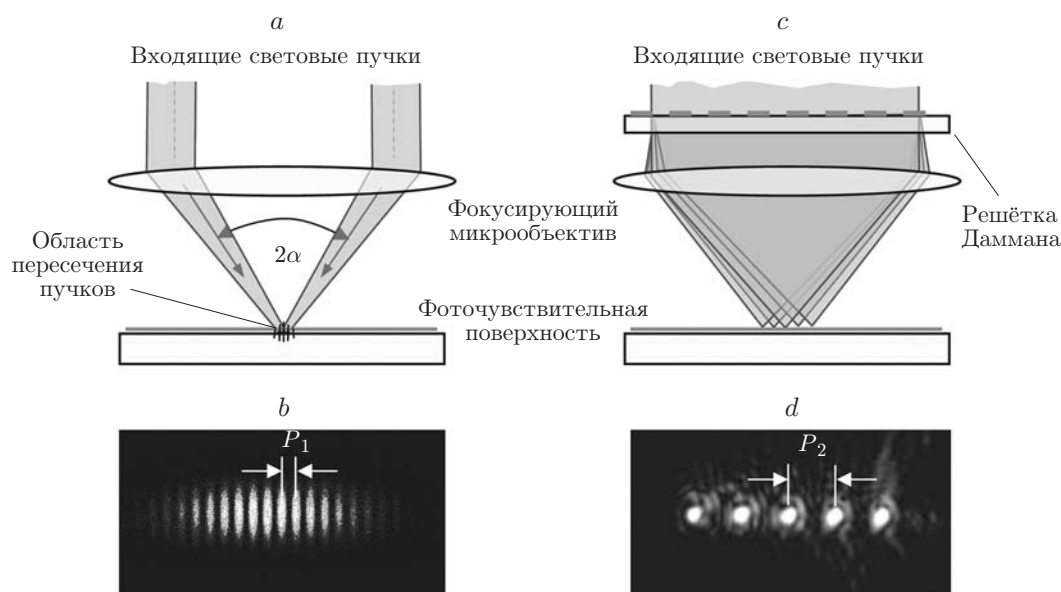 a
Входящие световые пучки
2α
Область
пересечения
пучков
c
Входящие световые пучки
Фокусирующий
микрообъектив
Решётка
Даммана
Фоточувствительная
поверхность
b
P1
d
P2